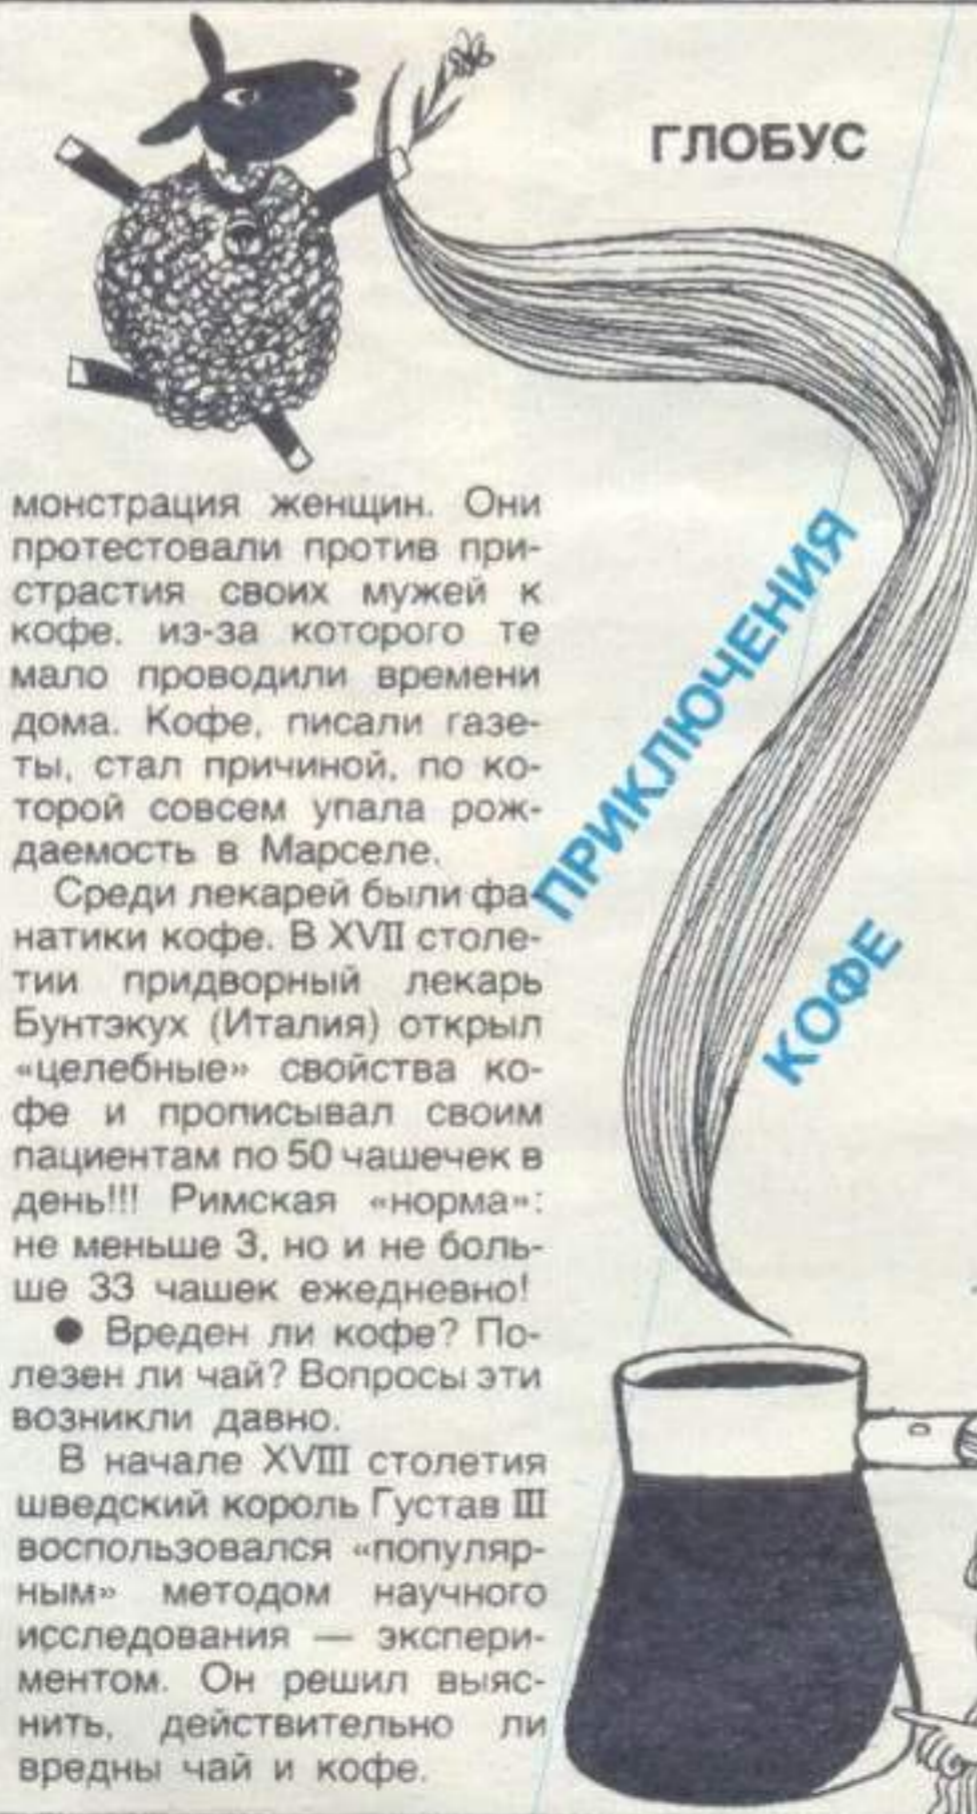 ГЛОБУС
ПРИКЛЮЧЕНИЯ
КОФЕ
монстрация женщин. Они
протестовали против при-
страстия своих мужей к
кофе. из-за которого те
мало проводили времени
дома. Кофе, писали газе-
ты, стал причиной, по ко-
торой совсем упала рож-
даемость в Марселе.
Среди лекарей были фа-
натики кофе. В XVII столе-
тии придворный лекарь
Бунтэкух (Италия) открыл
«целебные» свойства ко-
фе и прописывал своим
пациентам по 50 чашечек в
день!!! Римская «норма»:
не меньше 3, но и не боль-
ше 33 чашек ежедневно!
● Вреден ли кофе? По-
лезен ли чай? Вопросы эти
возникли давно.
В начале XVIII столетия
шведский король Густав III
воспользовался «популяр-
ным» методом научного
исследования — экспери-
ментом. Он решил выяс-
нить, действительно ли
вредны чай и кофе.